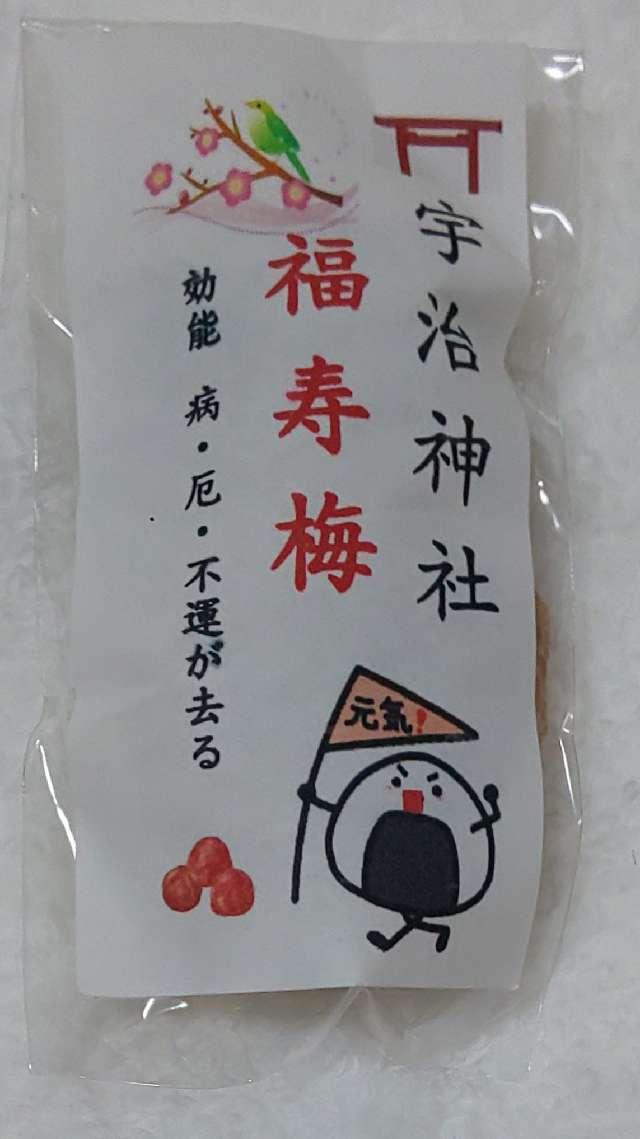 宇治神社
福寿梅
効能 病・厄・不運が去る
元気!